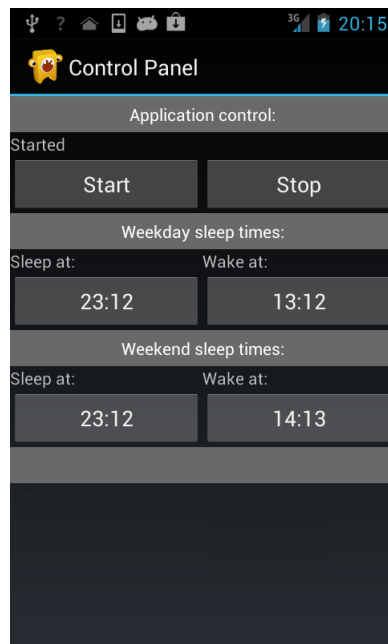 ? 3G 20:15
Control Panel
Application control:
Started
Start Stop
Weekday sleep times:
Sleep at: Wake at:
23:12 13:12
Weekend sleep times:
Sleep at: Wake at:
23:12 14:13